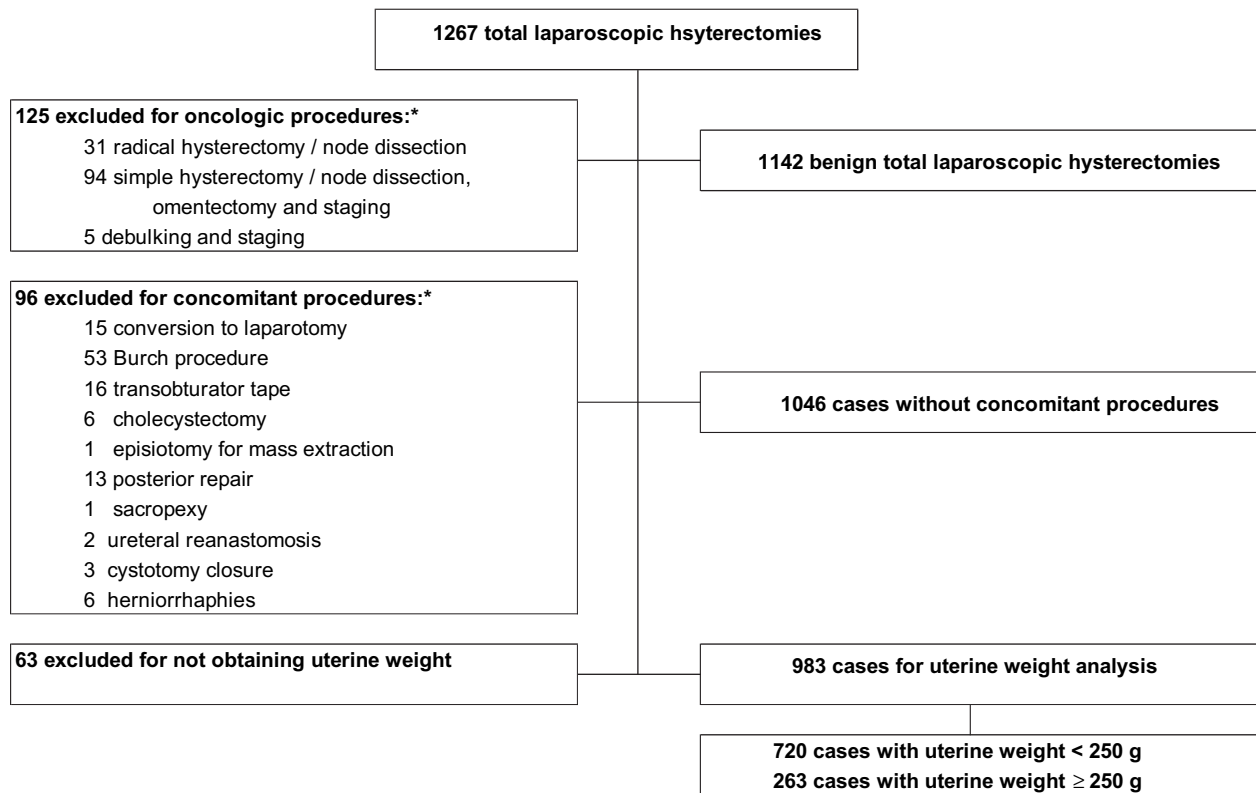 1267 total laparoscopic hsyterectomies
125 excluded for oncologic procedures:*
31 radical hysterectomy / node dissection
94 simple hysterectomy / node dissection,
omentectomy and staging
5 debulking and staging
1142 benign total laparoscopic hysterectomies
96 excluded for concomitant procedures:*
15 conversion to laparotomy
53 Burch procedure
16 transobturator tape
6 cholecystectomy
1 episiotomy for mass extraction
13 posterior repair
1 sacropexy
2 ureteral reanastomosis
3 cystotomy closure
6 herniorrhaphies
1046 cases without concomitant procedures
63 excluded for not obtaining uterine weight
983 cases for uterine weight analysis
720 cases with uterine weight < 250 g
263 cases with uterine weight ≥ 250 g